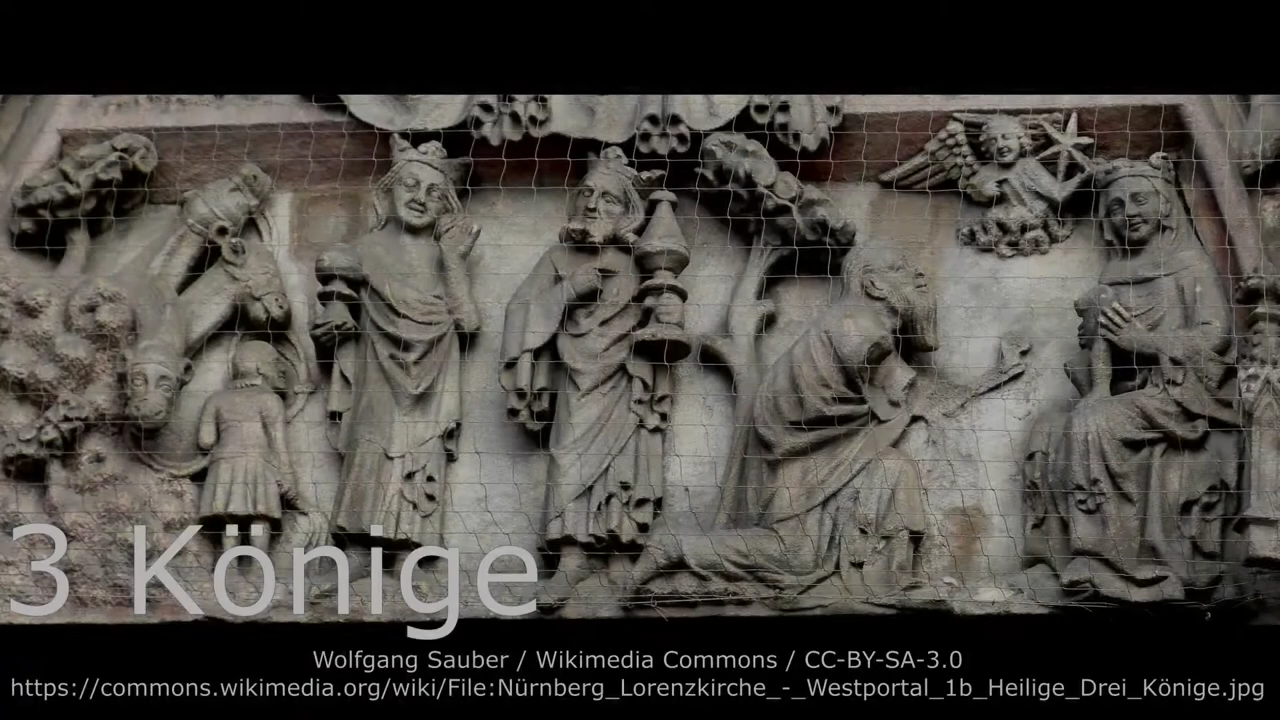 3 Könige
Wolfgang Sauber / Wikimedia Commons / CC-BY-SA-3.0
https://commons.wikimedia.org/wiki/File:Nürnberg_Lorenzkirche_-_Westportal_1b_Heilige_Drei_Könige.jpg